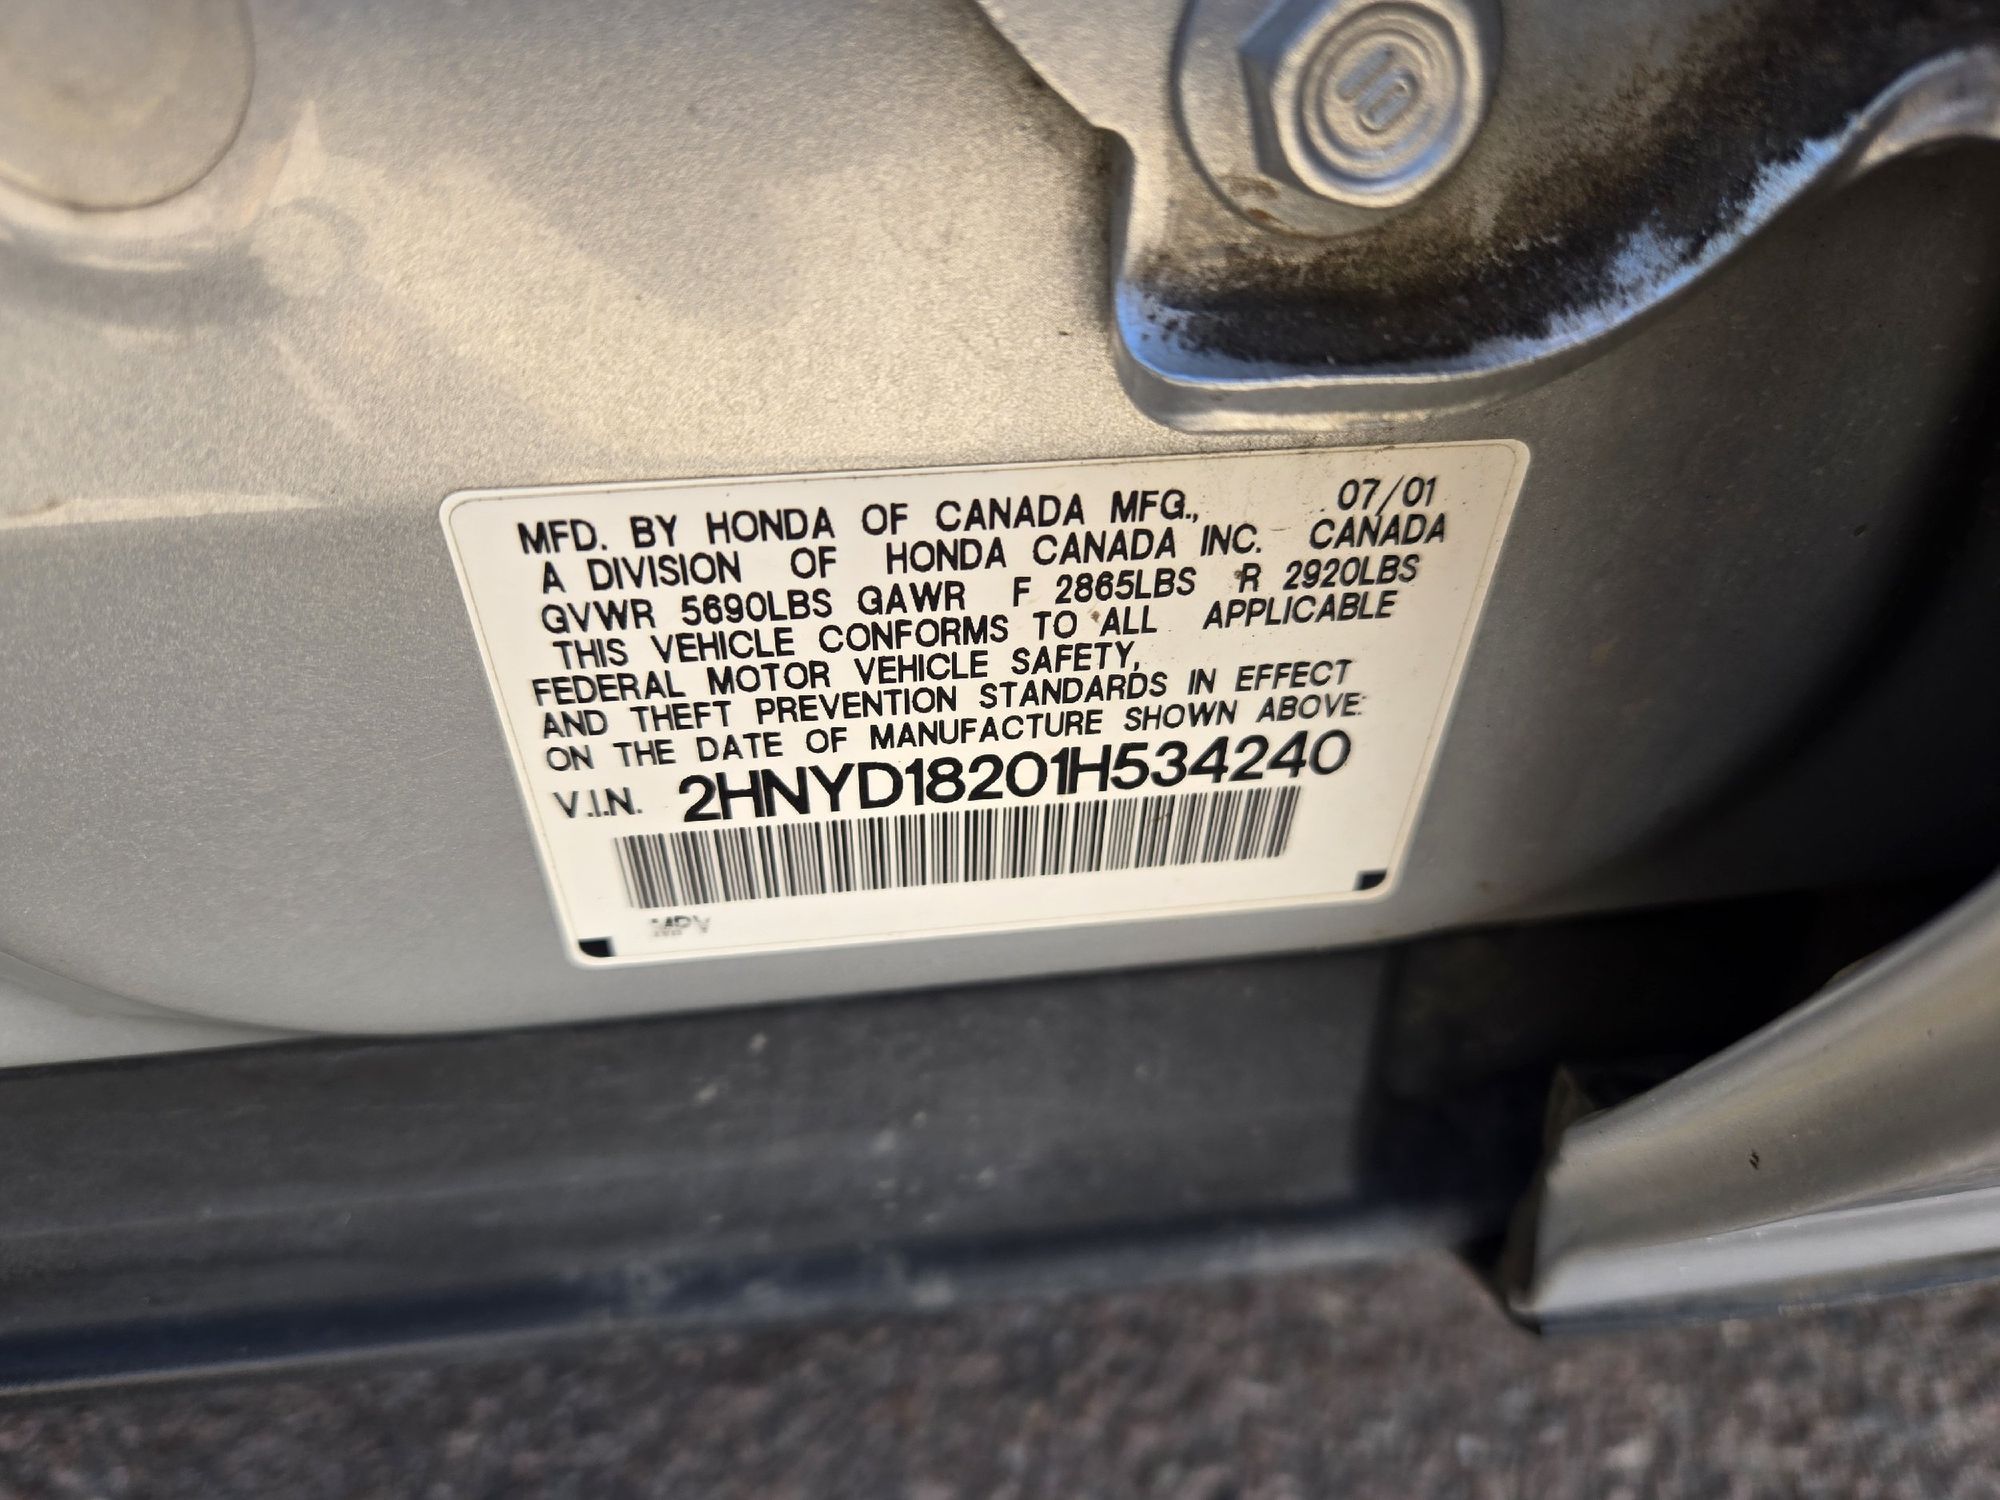 10
MFD. BY HONDA OF CANADA MFG., 07/01
A DIVISION OF HONDA CANADA INC. CANADA
GVWR 5690LBS GAWR F 2865LBS R 2920LBS
THIS VEHICLE CONFORMS TO ALL APPLICABLE
FEDERAL MOTOR VEHICLE SAFETY,
AND THEFT PREVENTION STANDARDS IN EFFECT
ON THE DATE OF MANUFACTURE SHOWN ABOVE.
V.I.N. 2HNYD18201H534240
MPV